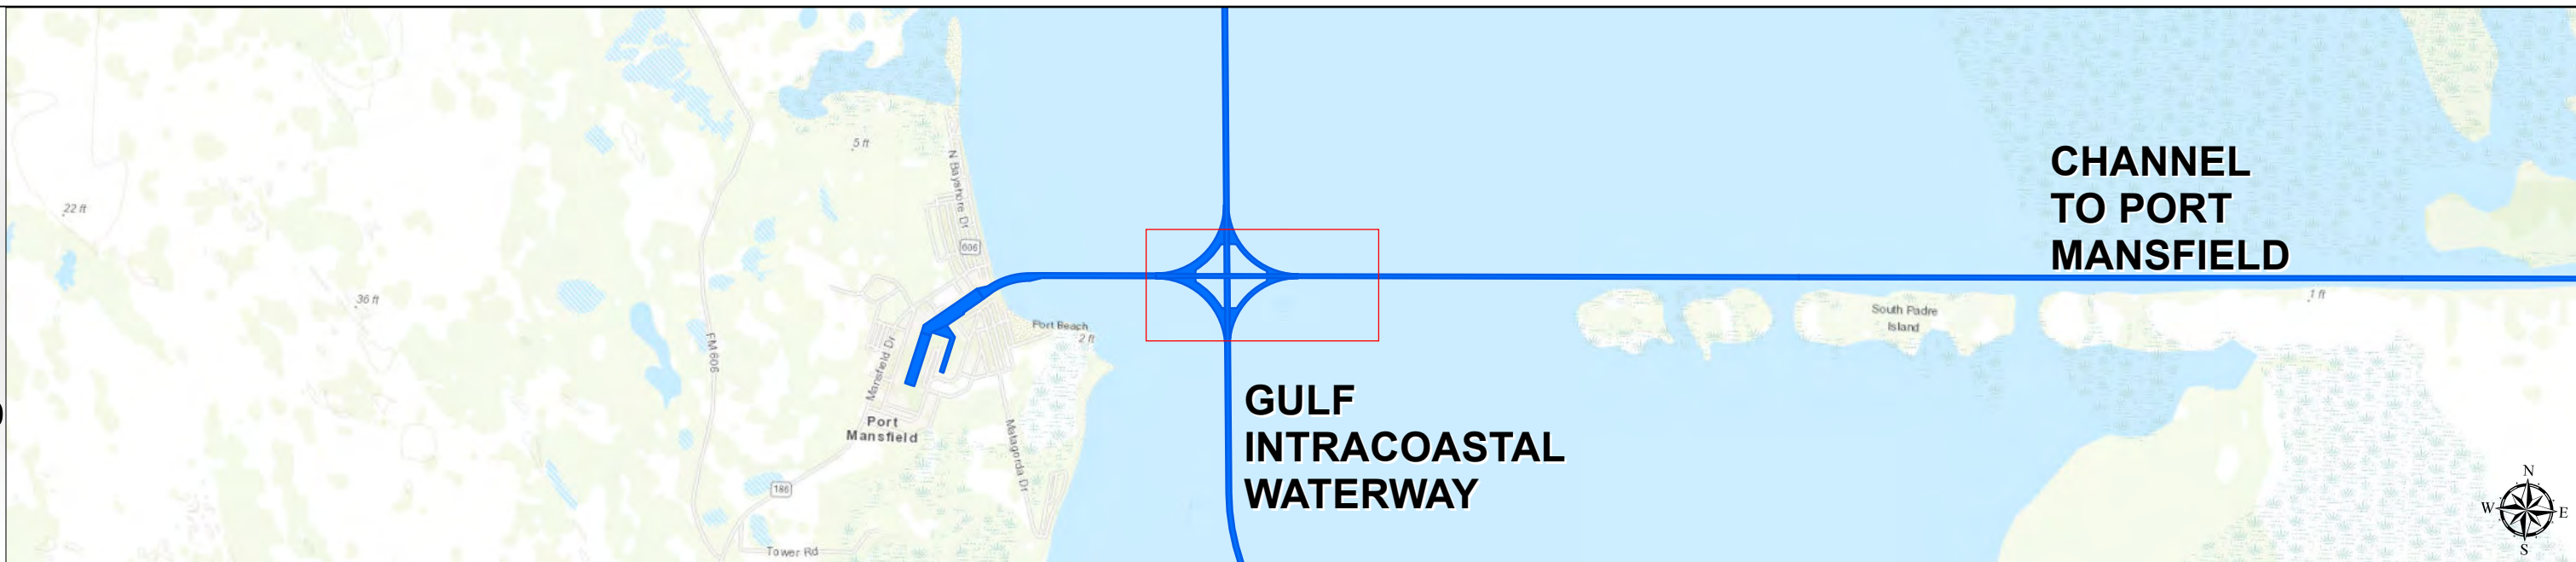 22 ft
36 ft
5 ft
N Bayshore Dr
606
FM 606
Port Beach
2 ft
Mansfield Dr
Port
Mansfield
Matagorda Dr
186
Tower Rd
GULF
INTRACOASTAL
WATERWAY
CHANNEL
TO PORT
MANSFIELD
South Padre
Island
1 ft
N
W
E
S